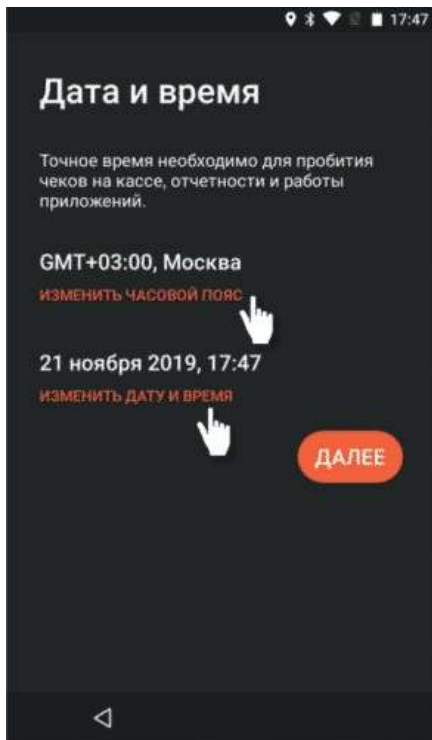 17:47
Дата и время
Точное время необходимо для пробития
чеков на кассе, отчетности и работы
приложений.
GMT+03:00, Москва
ИЗМЕНИТЬ ЧАСОВОЙ ПОЯС
21 ноября 2019, 17:47
ИЗМЕНИТЬ ДАТУ И ВРЕМЯ
ДАЛЕЕ